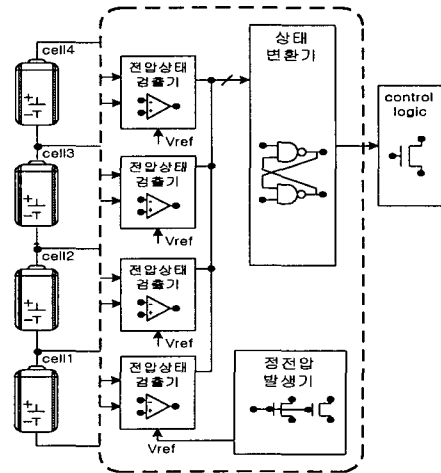 cell4
전압상태
검출기
Vref
상태
변환기
control
logic
cell3
전압상태
검출기
Vref
cell2
전압상태
검출기
Vref
cell1
전압상태
검출기
Vref
정전압
발생기